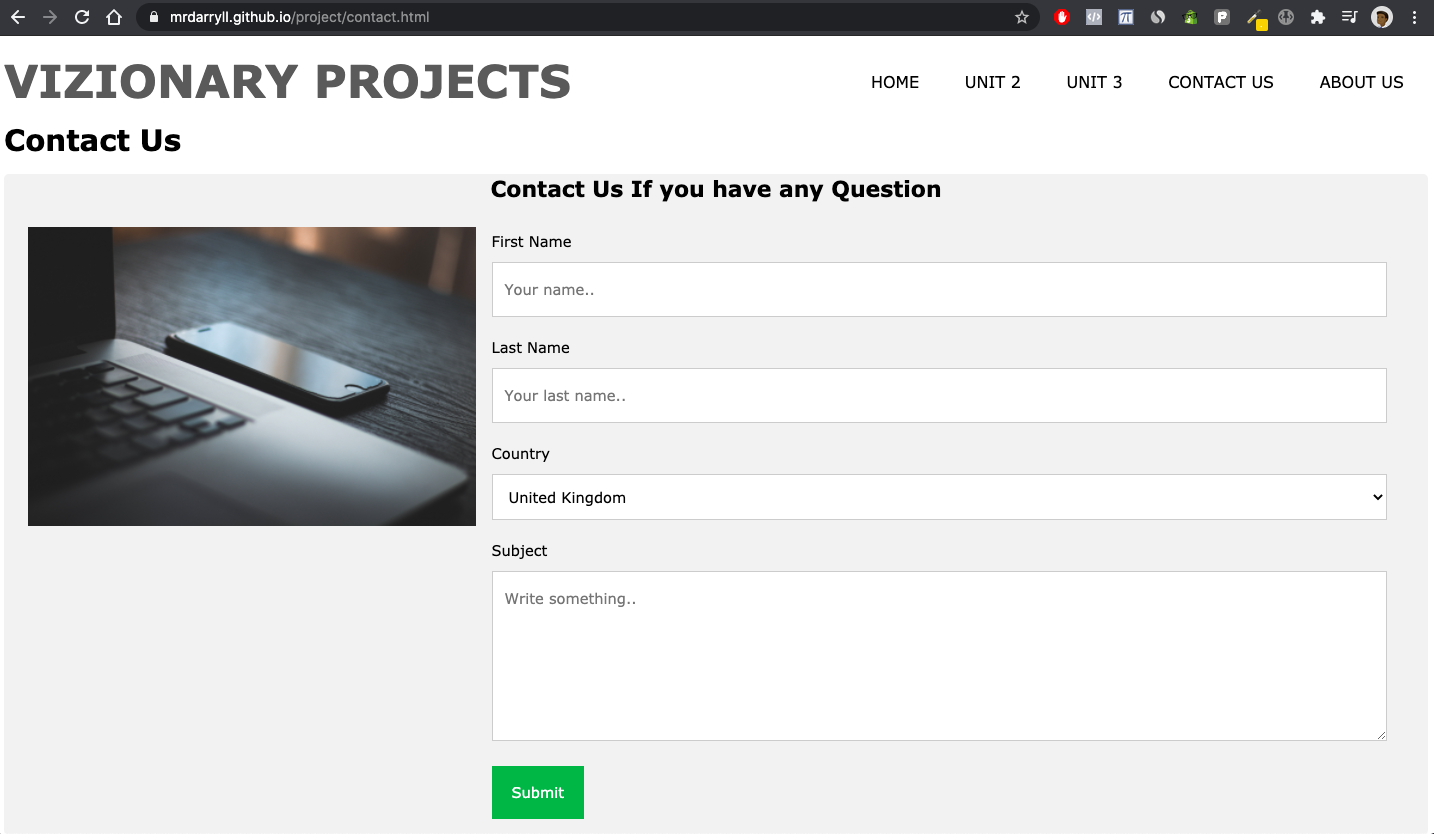 mrdarryll.github.io/project/contact.html
VIZIONARY PROJECTS
HOME UNIT 2 UNIT 3 CONTACT US ABOUT US
Contact Us
Contact Us If you have any Question
First Name
Your name..
Last Name
Your last name..
Country
United Kingdom
Subject
Write something..
Submit